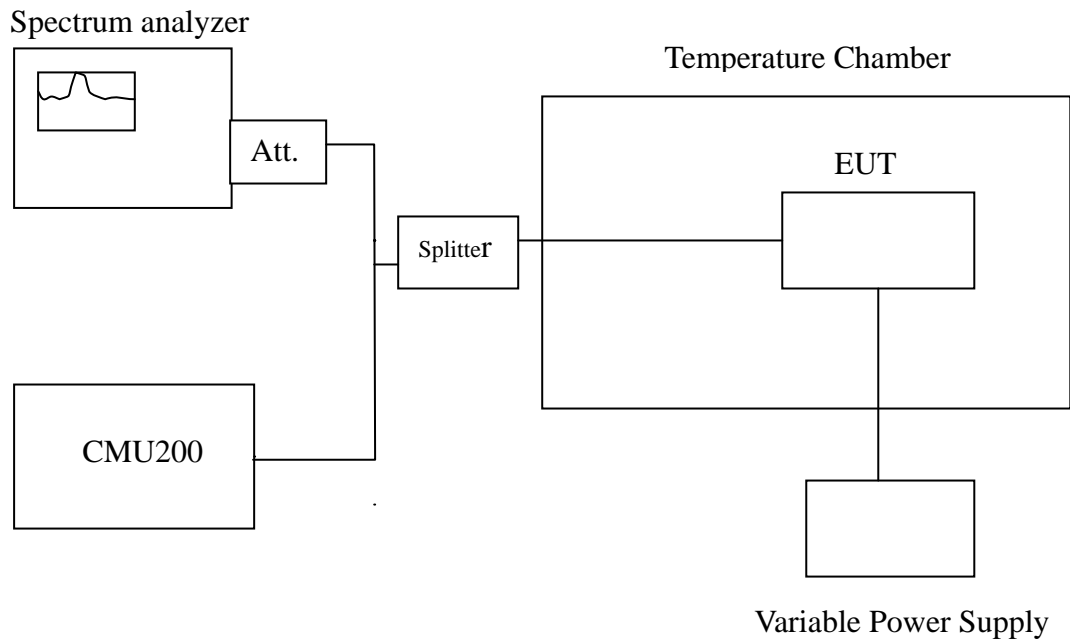 Spectrum analyzer
Temperature Chamber
Att.
EUT
Splitter
CMU200
Variable Power Supply